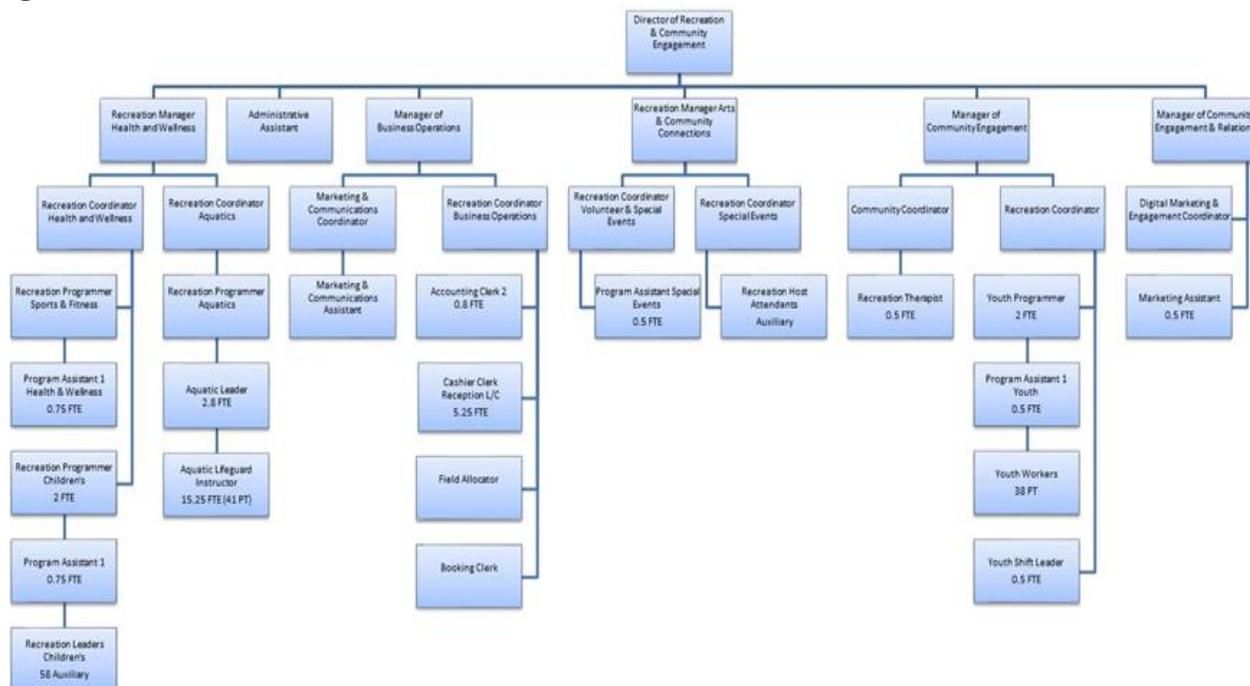 Director of Recreation
& Community
Engagement
Recreation Manager
Health and Wellness
Administrative
Assistant
Manager of
Business Operations
Recreation Manager Arts
& Community
Connections
Manager of
Community Engagement
Manager of Communit
Engagement & Relation
Recreation Coordinator
Health and Wellness
Recreation Coordinator
Aquatics
Marketing &
Communications
Coordinator
Recreation Coordinator
Business Operations
Recreation Coordinator
Volunteer & Special
Events
Recreation Coordinator
Special Events
Community Coordinator
Recreation Coordinator
Digital Marketing &
Engagement Coordinator
Recreation Programmer
Sports & Fitness
Recreation Programmer
Aquatics
Marketing &
Communications
Assistant
Accounting Clerk 2
0.8 FTE
Program Assistant Special
Events
0.5 FTE
Recreation Host
Attendants
Auxiliary
Recreation Therapist
0.5 FTE
Youth Programmer
2 FTE
Marketing Assistant
0.5 FTE
Program Assistant 1
Health & Wellness
0.75 FTE
Aquatic Leader
2.8 FTE
Cashier Clerk
Reception L/C
5.25 FTE
Program Assistant 1
Youth
0.5 FTE
Recreation Programmer
Children's
2 FTE
Aquatic Lifeguard
Instructor
15.25 FTE (41 PT)
Field Allocator
Youth Workers
38 PT
Program Assistant 1
0.75 FTE
Booking Clerk
Youth Shift Leader
0.5 FTE
Recreation Leaders
Children's
58 Auxiliary